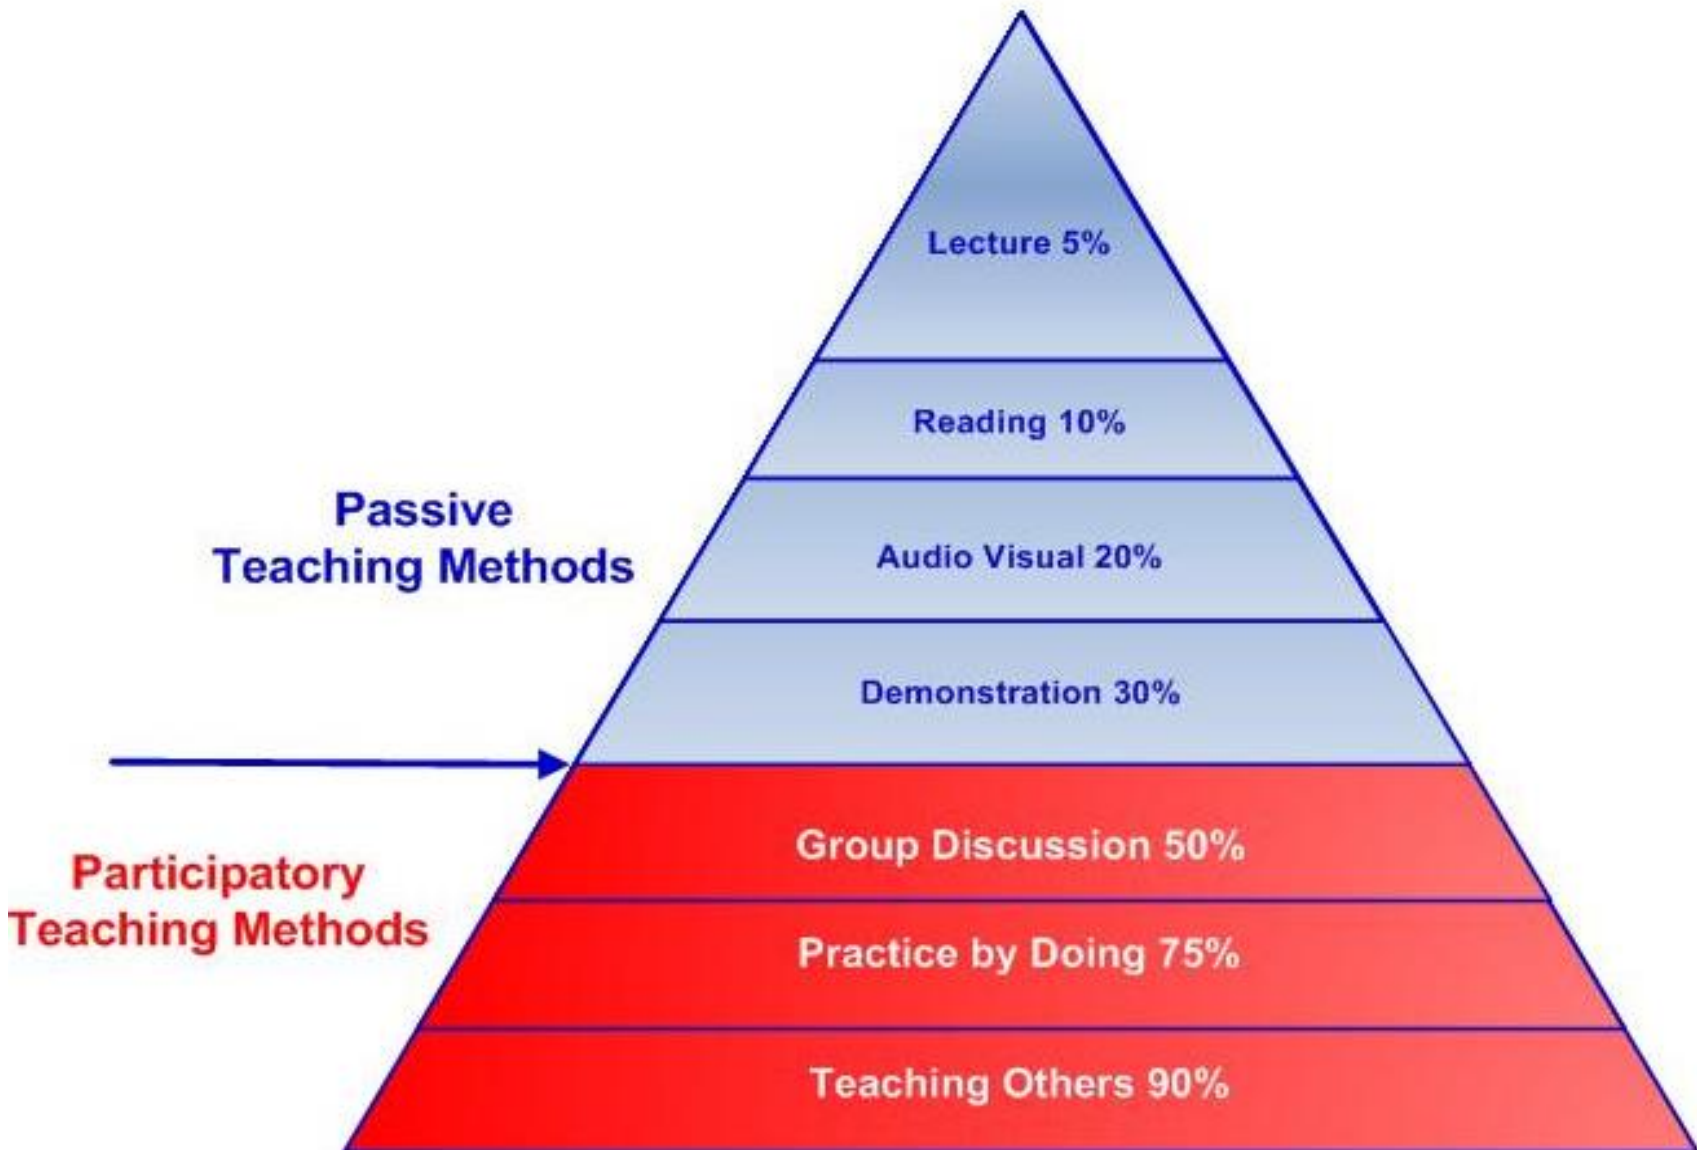 Lecture 5%
Reading 10%
Passive
Teaching Methods
Audio Visual 20%
Demonstration 30%
Participatory
Teaching Methods
Group Discussion 50%
Practice by Doing 75%
Teaching Others 90%